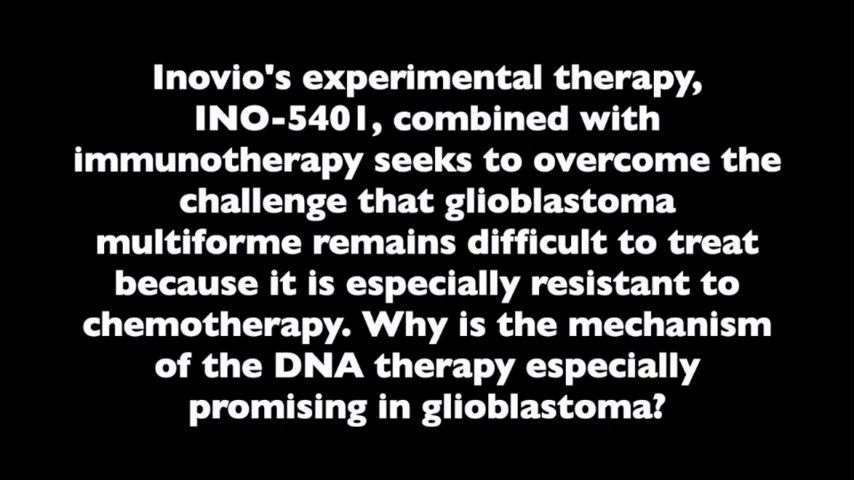 Inovio's experimental therapy,
INO-5401, combined with
immunotherapy seeks to overcome the
challenge that glioblastoma
multiforme remains difficult to treat
because it is especially resistant to
chemotherapy. Why is the mechanism
of the DNA therapy especially
promising in glioblastoma?